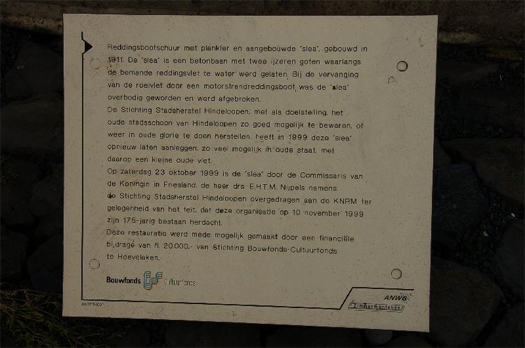 Reddingsbootschuur met plankier en aangebouwde "slea", gebouwd in
1911. De "slea" is een betonbaan met twee ijzeren goten waarlangs
de bemande reddingsvlet te water werd gelaten. Bij de vervanging
van de roeivlet door een motorstrandreddingsboot was de "slea"
overbodig geworden en werd afgebroken.
De Stichting Stadsherstel Hindeloopen, met als doelstelling, het
oude stadsschoon van Hindeloopen zo goed mogelijk te bewaren, of
weer in oude glorie te doen herstellen, heeft in 1999 deze "slea"
opnieuw laten aanleggen, zo veel mogelijk in oude staat, met
daarop een kleine oude vlet.
Op zaterdag 23 oktober 1999 is de "slea" door de Commissaris van
de Koningin in Friesland, de heer drs. E.H.T.M. Nijpels namens
de Stichting Stadsherstel Hindeloopen overgedragen aan de KNRM ter
gelegenheid van het feit, dat deze organisatie op 10 november 1999
zijn 175-jarig bestaan herdacht.
Deze restauratie werd mede mogelijk gemaakt door een financiële
bijdrage van fl. 20.000,- van Stichting Bouwfonds-Cultuurfonds
te Hoevelaken.
Bouwfonds cultuurfonds
ANWB